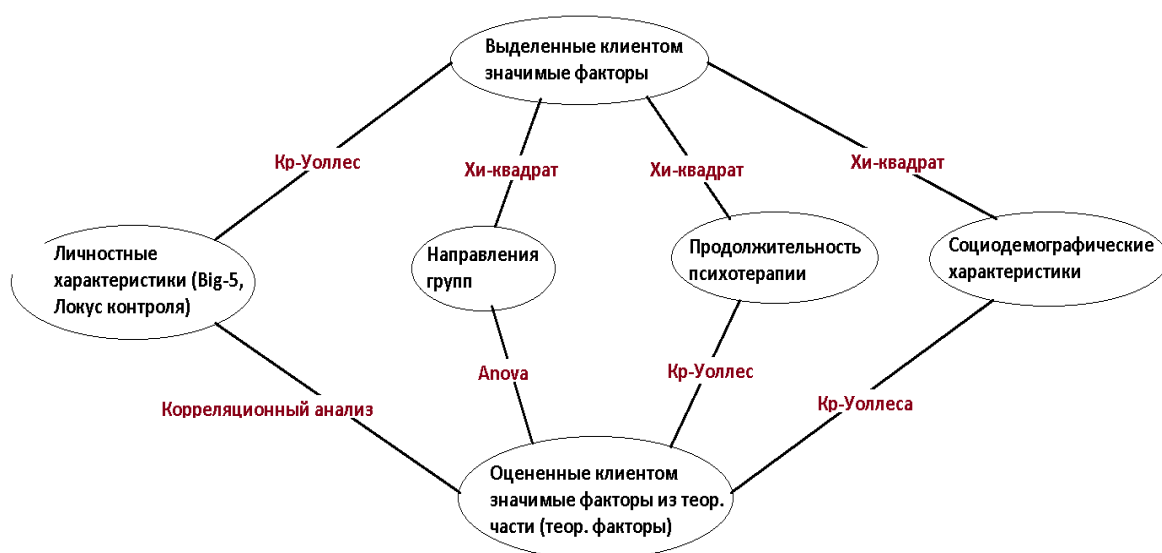 Выделенные клиентом
значимые факторы
Кр-Уоллес
Хи-квадрат
Хи-квадрат
Хи-квадрат
Личностные
характеристики (Big-5,
Локус контроля)
Направления
групп
Продолжительность
психотерапии
Социодемографические
характеристики
Корреляционный анализ
Anova
Кр-Уоллес
Кр-Уоллеса
Оцененные клиентом
значимые факторы из теор.
части (теор. факторы)